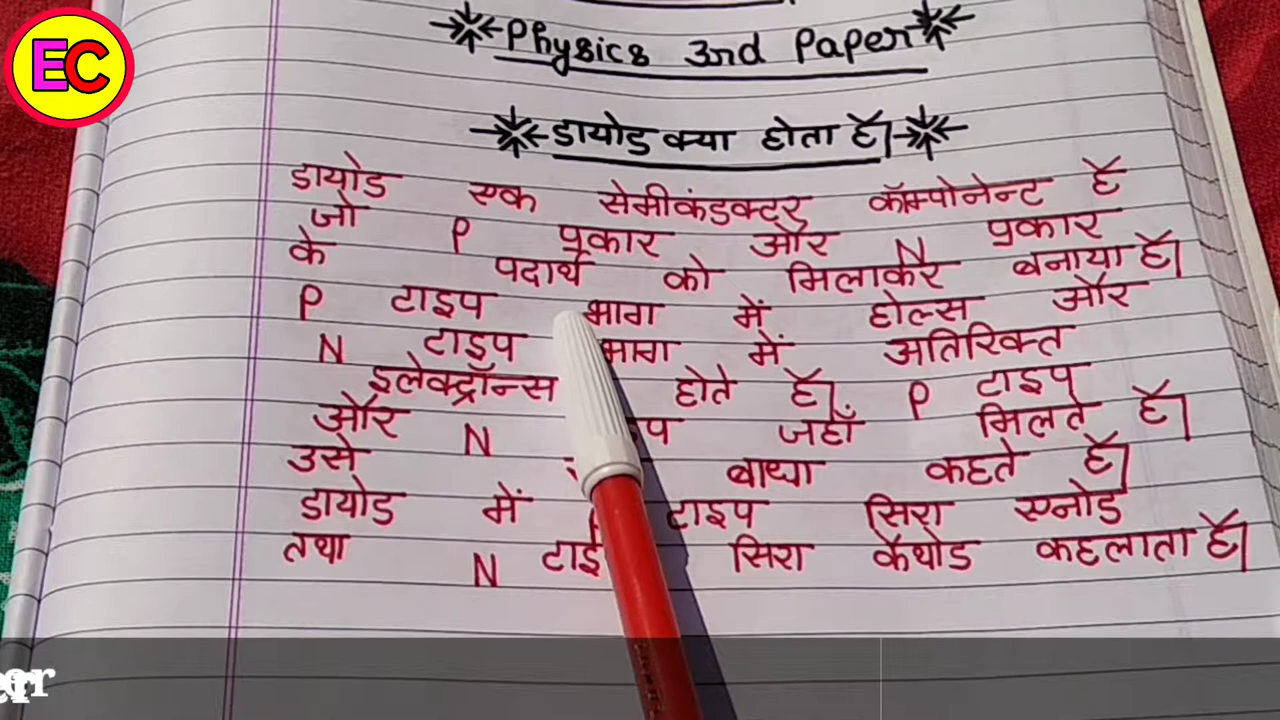 EC
Physics 3rd Paper
डायोड क्या होता है।
डायोड एक सेमीकंडक्टर कॉम्पोनेन्ट है
जो P प्रकार और N प्रकार
के पदार्थ को मिलाकर बनाया है।
P टाइप भाग में होल्स और
N टाइप भाग में अतिरिक्त
इलेक्ट्रॉन्स होते है। P टाइप
और N जहाँ मिलते है।
उसे बाधा कहते है।
डायोड में टाइप सिरा एनोड
तथा N सिरा कैथोड कहलाता है।